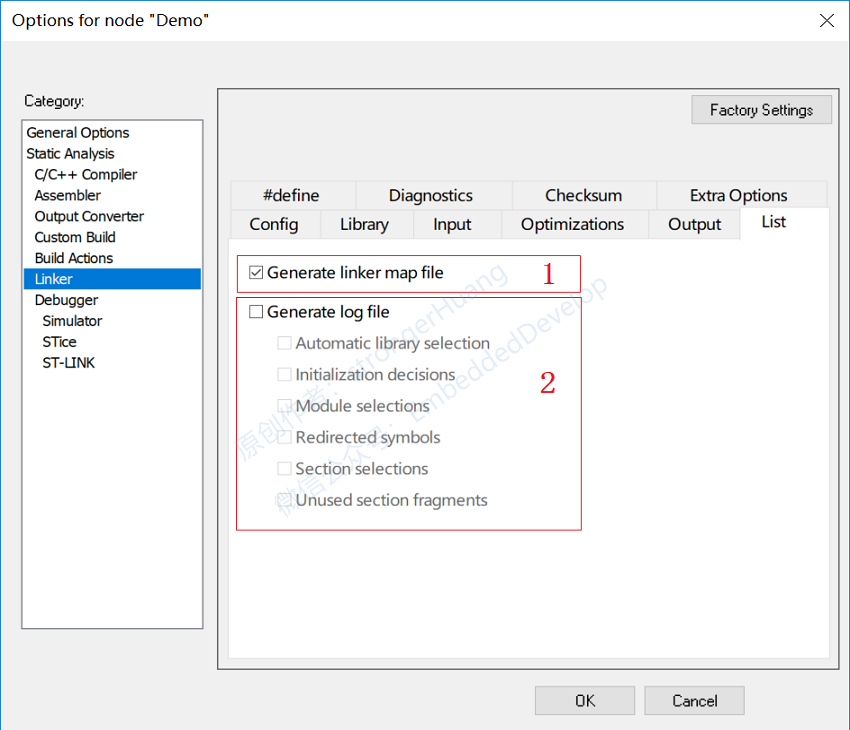 Options for node "Demo"
Category:
General Options
Static Analysis
C/C++ Compiler
Assembler
Output Converter
Custom Build
Build Actions
Linker
Debugger
Simulator
STice
ST-LINK
Factory Settings
#define Diagnostics Checksum Extra Options
Config Library Input Optimizations Output List
Generate linker map file 1
Generate log file
Automatic library selection
Initialization decisions
Module selections
Redirected symbols
Section selections
Unused section fragments
2
原创作者：strongerHuang
微信公众号：EmbeddedDevelop
OK Cancel